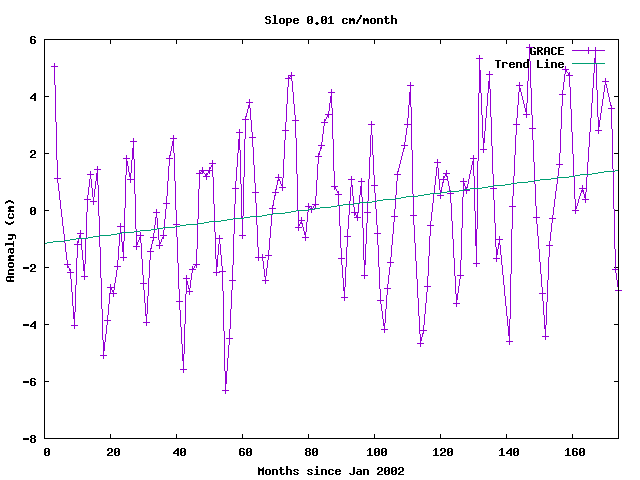 Slope 0.01 cm/month
GRACE
Trend Line
6
4
2
0
-2
-4
-6
-8
Anomaly (cm)
0 20 40 60 80 100 120 140 160
Months since Jan 2002